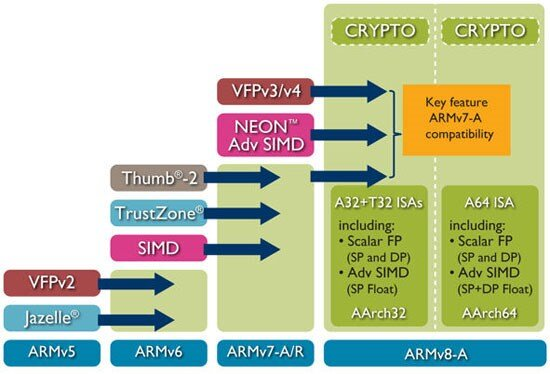 CRYPTO
CRYPTO
VFPv3/v4
Key feature
ARMv7-A
compatibility
NEON™
Adv SIMD
Thumb®-2
TrustZone®
SIMD
A32+T32 ISAs
including:
• Scalar FP
(SP and DP)
• Adv SIMD
(SP Float)
AArch32
A64 ISA
including:
• Scalar FP
(SP and DP)
• Adv SIMD
(SP+DP Float)
AArch64
VFPv2
Jazelle®
ARMv5
ARMv6
ARMv7-A/R
ARMv8-A